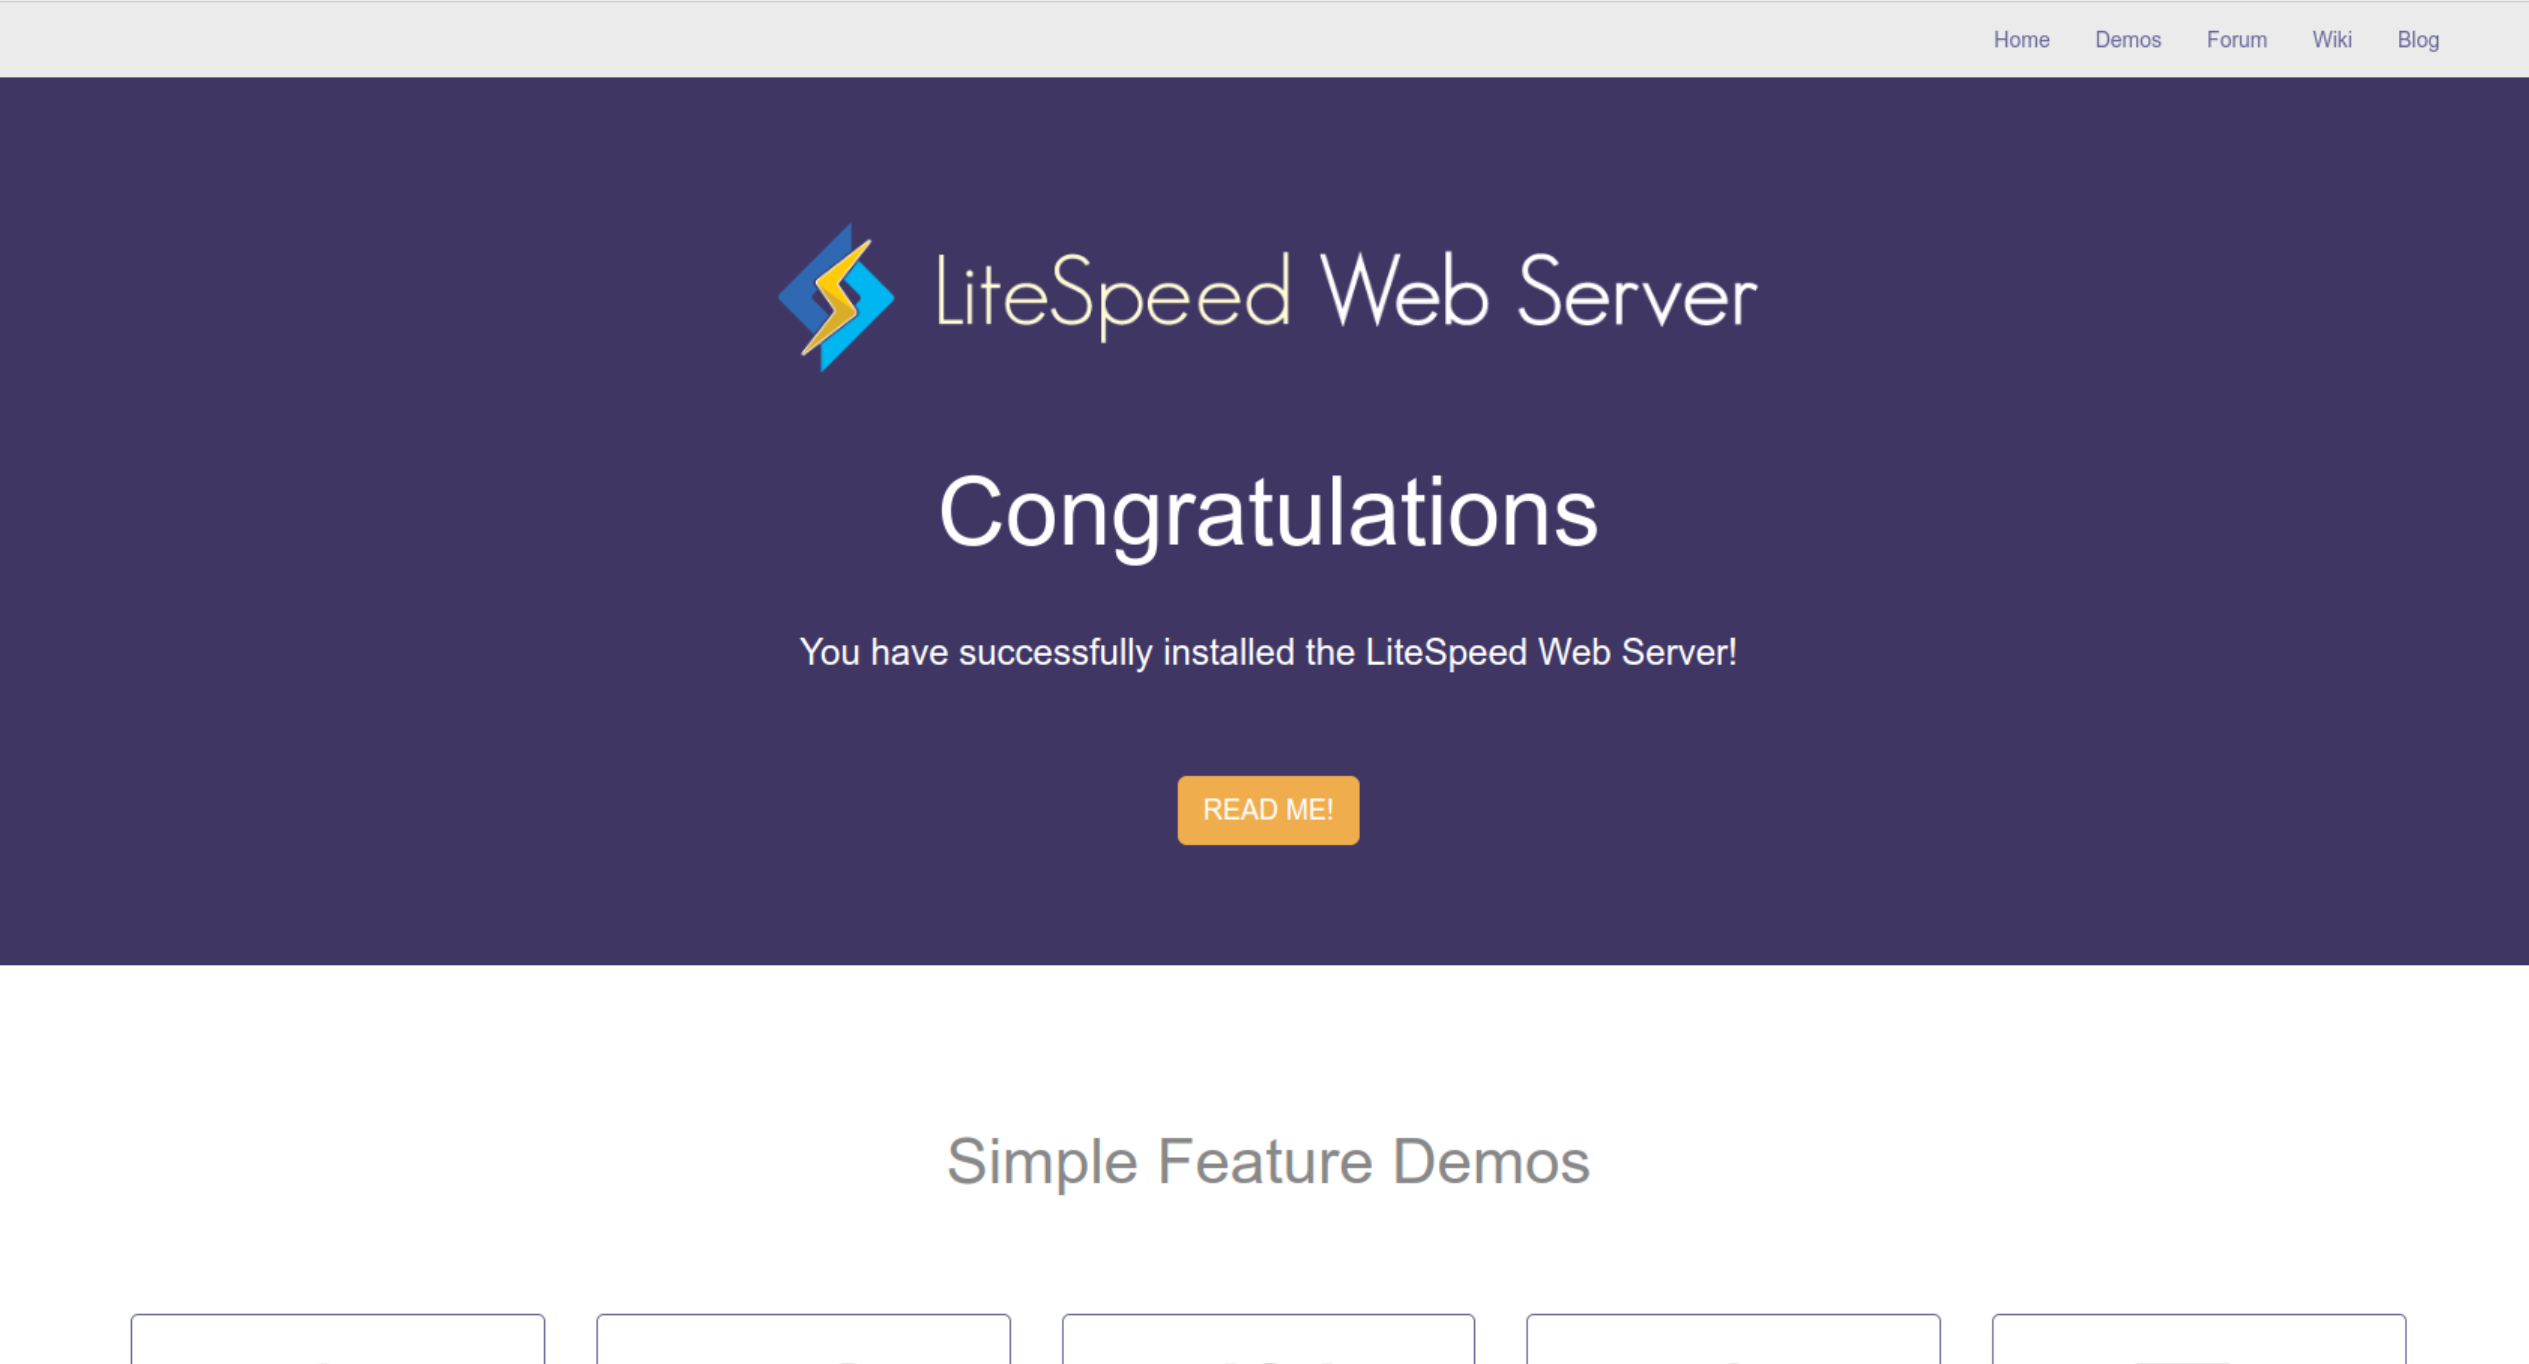 Home Demos Forum Wiki Blog
LiteSpeed Web Server
Congratulations
You have successfully installed the LiteSpeed Web Server!
READ ME!
Simple Feature Demos